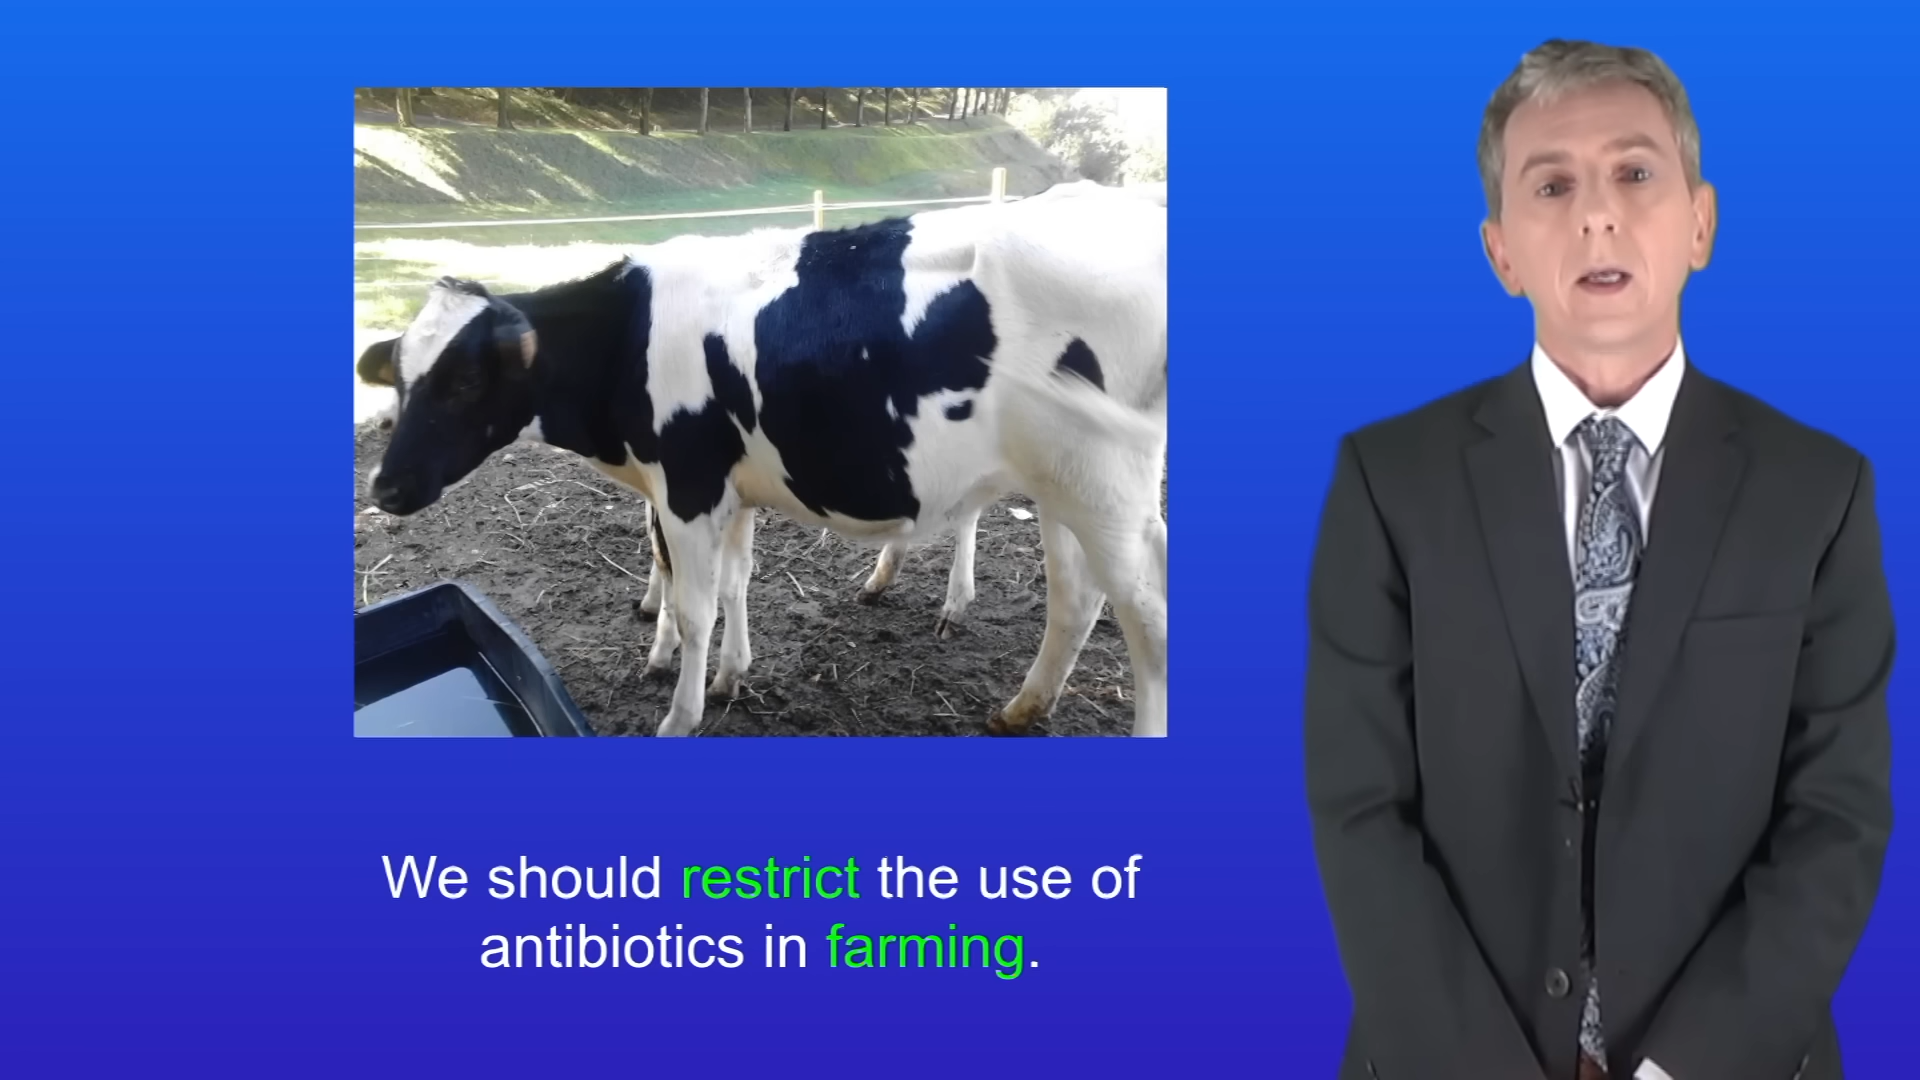 We should restrict the use of
antibiotics in farming.